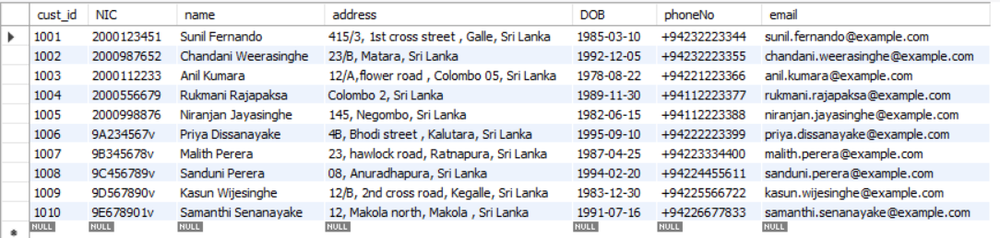 cust_id NIC name address DOB phoneNo email
1001 2000123451 Sunil Fernando 415/3, 1st cross street , Galle, Sri Lanka 1985-03-10 +94232223344 sunil.fernando@example.com
1002 2000987652 Chandani Weerasinghe 23/B, Matara, Sri Lanka 1992-12-05 +94232223355 chandani.weerasinghe@example.com
1003 2000112233 Anil Kumara 12/A,flower road , Colombo 05, Sri Lanka 1978-08-22 +94221223366 anil.kumara@example.com
1004 2000556679 Rukmani Rajapaksa Colombo 2, Sri Lanka 1989-11-30 +94112223377 rukmani.rajapaksa@example.com
1005 2000998876 Niranjan Jayasinghe 145, Negombo, Sri Lanka 1982-06-15 +94112223388 niranjan.jayasinghe@example.com
1006 9A234567v Priya Dissanayake 4B, Bhodi street , Kalutara, Sri Lanka 1995-09-10 +94222223399 priya.dissanayake@example.com
1007 9B345678v Malith Perera 23, hawlock road, Ratnapura, Sri Lanka 1987-04-25 +94223334400 malith.perera@example.com
1008 9C456789v Sanduni Perera 08, Anuradhapura, Sri Lanka 1994-02-20 +94224455611 sanduni.perera@example.com
1009 9D567890v Kasun Wijesinghe 12/B, 2nd cross road, Kegalle, Sri Lanka 1983-12-30 +94225566722 kasun.wijesinghe@example.com
1010 9E678901v Samanthi Senanayake 12, Makola north, Makola , Sri Lanka 1991-07-16 +94226677833 samanthi.senanayake@example.com
NULL NULL NULL NULL NULL NULL NULL